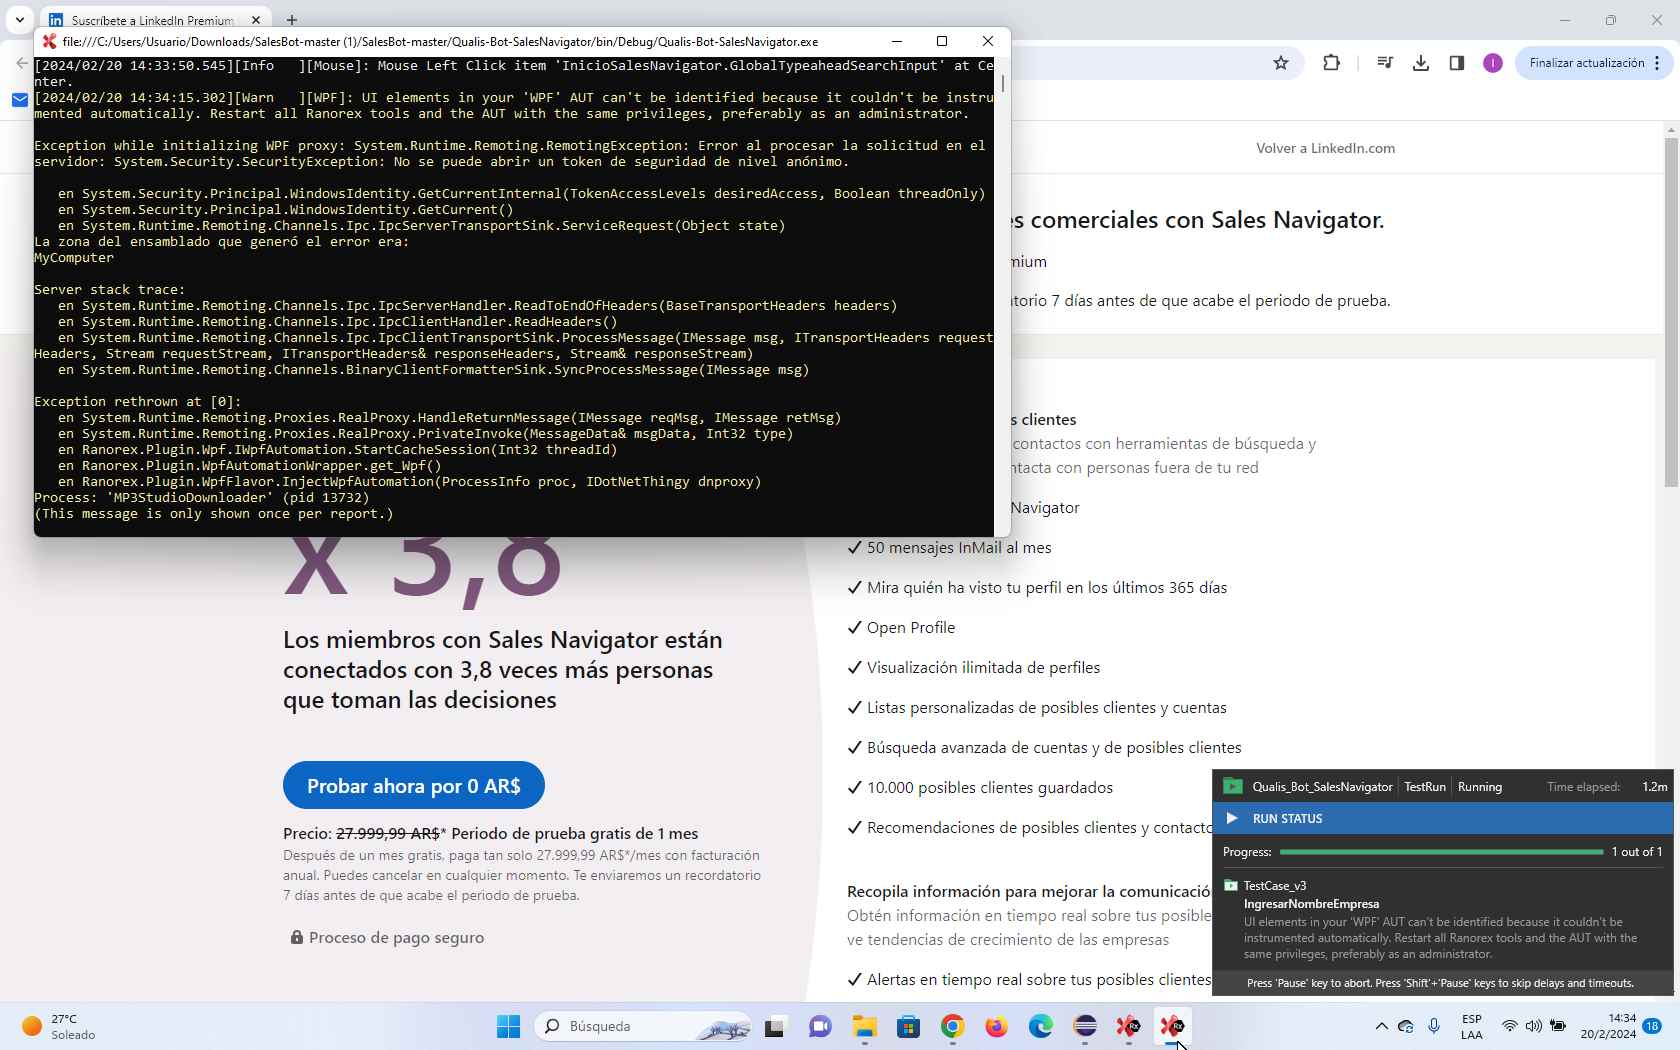 Suscríbete a LinkedIn Premium
file:///C:/Users/Usuario/Downloads/SalesBot-master (1)/SalesBot-master/Qualis-Bot-SalesNavigator/bin/Debug/Qualis-Bot-SalesNavigator.exe
Finalizar actualización
[2024/02/20 14:33:50.545][Info   ][Mouse]: Mouse Left Click item 'InicioSalesNavigator.GlobalTypeaheadSearchInput' at Ce
nter.
[2024/02/20 14:34:15.302][Warn   ][WPF]: UI elements in your 'WPF' AUT can't be identified because it couldn't be instru
mented automatically. Restart all Ranorex tools and the AUT with the same privileges, preferably as an administrator.
Exception while initializing WPF proxy: System.Runtime.Remoting.RemotingException: Error al procesar la solicitud en el
servidor: System.Security.SecurityException: No se puede abrir un token de seguridad de nivel anónimo.
en System.Security.Principal.WindowsIdentity.GetCurrentInternal(TokenAccessLevels desiredAccess, Boolean threadOnly)
en System.Security.Principal.WindowsIdentity.GetCurrent()
en System.Runtime.Remoting.Channels.Ipc.IpcServerTransportSink.ServiceRequest(Object state)
La zona del ensamblado que generó el error era:
MyComputer
Server stack trace:
en System.Runtime.Remoting.Channels.Ipc.IpcServerHandler.ReadToEndOfHeaders(BaseTransportHeaders headers)
en System.Runtime.Remoting.Channels.Ipc.IpcClientHandler.ReadHeaders()
en System.Runtime.Remoting.Channels.Ipc.IpcClientTransportSink.ProcessMessage(IMessage msg, ITransportHeaders request
Headers, Stream requestStream, ITransportHeaders& responseHeaders, Stream& responseStream)
en System.Runtime.Remoting.Channels.BinaryClientFormatterSink.SyncProcessMessage(IMessage msg)
Exception rethrown at [0]:
en System.Runtime.Remoting.Proxies.RealProxy.HandleReturnMessage(IMessage reqMsg, IMessage retMsg)
en System.Runtime.Remoting.Proxies.RealProxy.PrivateInvoke(MessageData& msgData, Int32 type)
en Ranorex.Plugin.Wpf.IWpfAutomation.StartCacheSession(Int32 threadId)
en Ranorex.Plugin.WpfAutomationWrapper.get_Wpf()
en Ranorex.Plugin.WpfFlavor.InjectWpfAutomation(ProcessInfo proc, IDotNetThingy dnproxy)
Process: 'MP3StudioDownloader' (pid 13732)
(This message is only shown once per report.)
Volver a LinkedIn.com
es comerciales con Sales Navigator.
mium
atorio 7 días antes de que acabe el periodo de prueba.
s clientes
contactos con herramientas de búsqueda y
ntacta con personas fuera de tu red
Navigator
✓ 50 mensajes InMail al mes
✓ Mira quién ha visto tu perfil en los últimos 365 días
✓ Open Profile
✓ Visualización ilimitada de perfiles
✓ Listas personalizadas de posibles clientes y cuentas
✓ Búsqueda avanzada de cuentas y de posibles clientes
✓ 10.000 posibles clientes guardados
✓ Recomendaciones de posibles clientes y contacto
Recopila información para mejorar la comunicació
Obtén información en tiempo real sobre tus posible
ve tendencias de crecimiento de las empresas
✓ Alertas en tiempo real sobre tus posibles clientes
x 3,8
Los miembros con Sales Navigator están
conectados con 3,8 veces más personas
que toman las decisiones
Probar ahora por 0 AR$
Precio: 27.999,99 AR$* Periodo de prueba gratis de 1 mes
Después de un mes gratis, paga tan solo 27.999,99 AR$*/mes con facturación
anual. Puedes cancelar en cualquier momento. Te enviaremos un recordatorio
7 días antes de que acabe el periodo de prueba.
Proceso de pago seguro
Qualis_Bot_SalesNavigator TestRun Running Time elapsed: 1.2m
RUN STATUS
Progress: 1 out of 1
TestCase_v3
IngresarNombreEmpresa
UI elements in your 'WPF' AUT can't be identified because it couldn't be
instrumented automatically. Restart all Ranorex tools and the AUT with the
same privileges, preferably as an administrator.
Press 'Pause' key to abort. Press 'Shift'+'Pause' keys to skip delays and timeouts.
27°C
Soleado
Búsqueda
ESP
LAA
14:34
20/2/2024
18